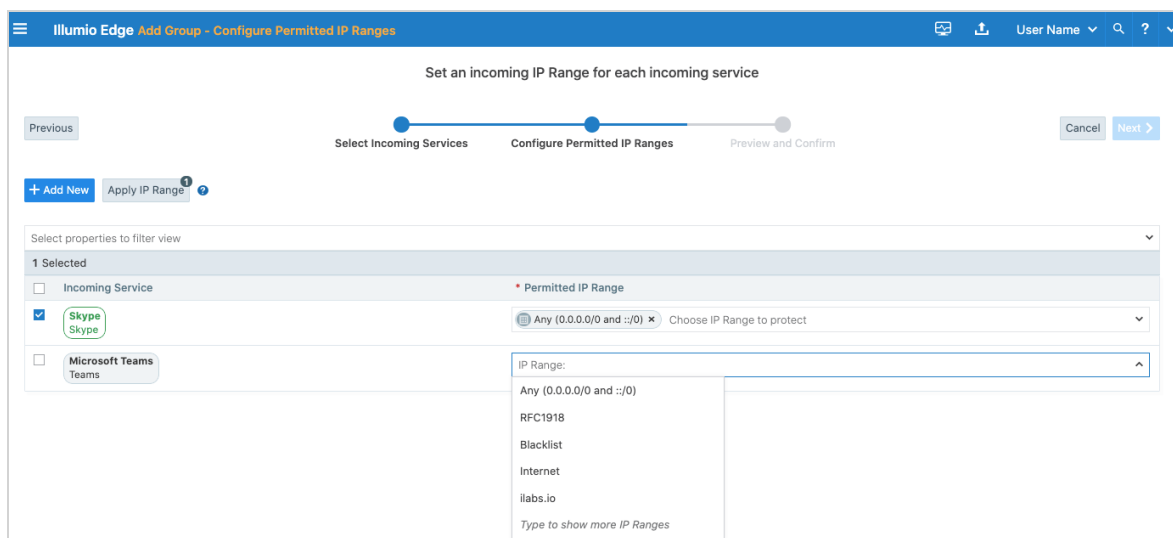 Illumio Edge Add Group - Configure Permitted IP Ranges User Name ?
Set an incoming IP Range for each incoming service
Previous Cancel Next
Select Incoming Services Configure Permitted IP Ranges Preview and Confirm
+ Add New Apply IP Range 1 ?
Select properties to filter view
1 Selected
Incoming Service * Permitted IP Range
Skype
Skype
Any (0.0.0.0/0 and ::/0) × Choose IP Range to protect
Microsoft Teams
Teams
IP Range:
Any (0.0.0.0/0 and ::/0)
RFC1918
Blacklist
Internet
ilabs.io
Type to show more IP Ranges